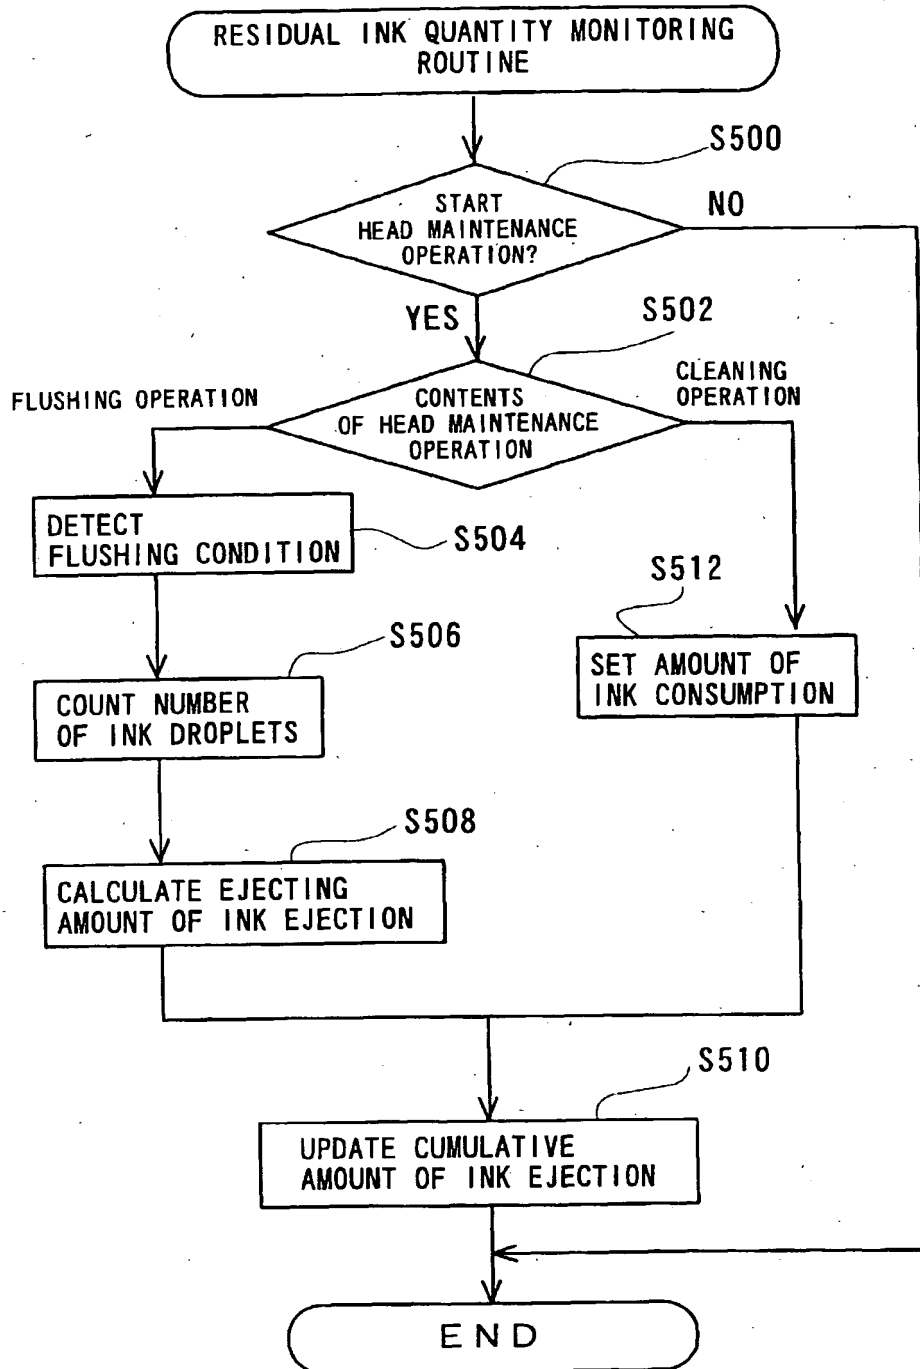 RESIDUAL INK QUANTITY MONITORING
ROUTINE
S500
START
HEAD MAINTENANCE
OPERATION?
NO
YES
S502
CONTENTS
OF HEAD MAINTENANCE
OPERATION
FLUSHING OPERATION
CLEANING
OPERATION
DETECT
FLUSHING CONDITION
S504
S512
SET AMOUNT OF
INK CONSUMPTION
S506
COUNT NUMBER
OF INK DROPLETS
S508
CALCULATE EJECTING
AMOUNT OF INK EJECTION
S510
UPDATE CUMULATIVE
AMOUNT OF INK EJECTION
END